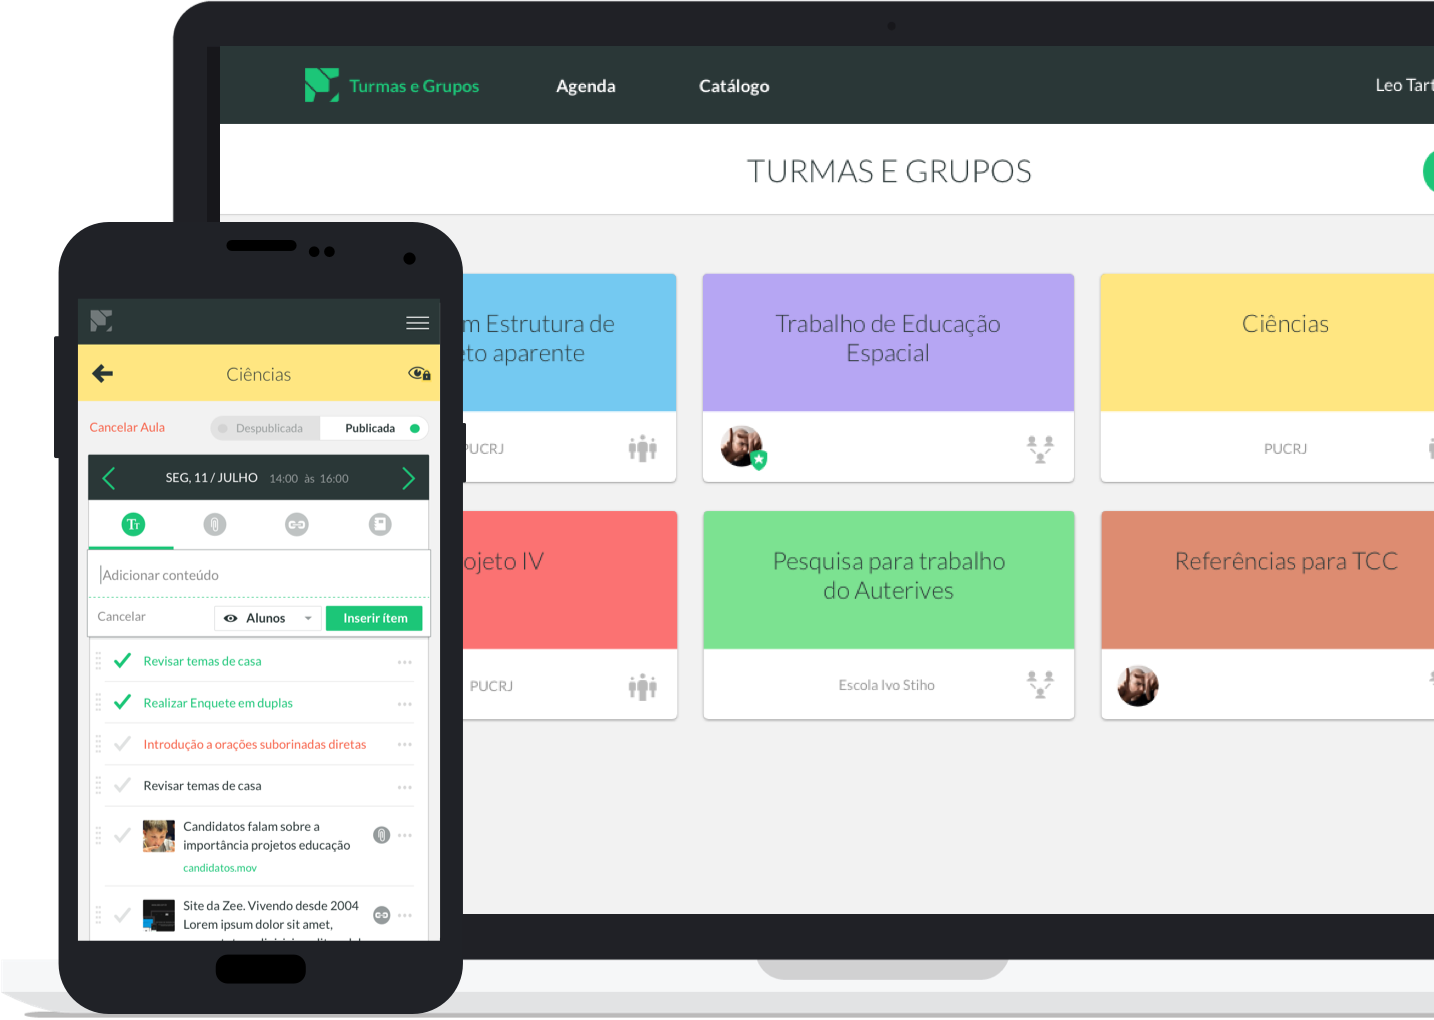 Turmas e Grupos
Agenda
Catálogo
Leo Tart
TURMAS E GRUPOS
m Estrutura de
to aparente
PUCRJ
Trabalho de Educação
Espacial
Ciências
PUCRJ
ojeto IV
PUCRJ
Pesquisa para trabalho
do Auterives
Escola Ivo Stiho
Referências para TCC
Ciências
Cancelar Aula
Despublicada
Publicada
SEG, 11 / JULHO 14:00 às 16:00
Tt
Adicionar conteúdo
Cancelar
Alunos
Inserir ítem
Revisar temas de casa
Realizar Enquete em duplas
Introdução a orações suborinadas diretas
Revisar temas de casa
Candidatos falam sobre a
importância projetos educação
candidatos.mov
Site da Zee. Vivendo desde 2004
Lorem ipsum dolor sit amet,